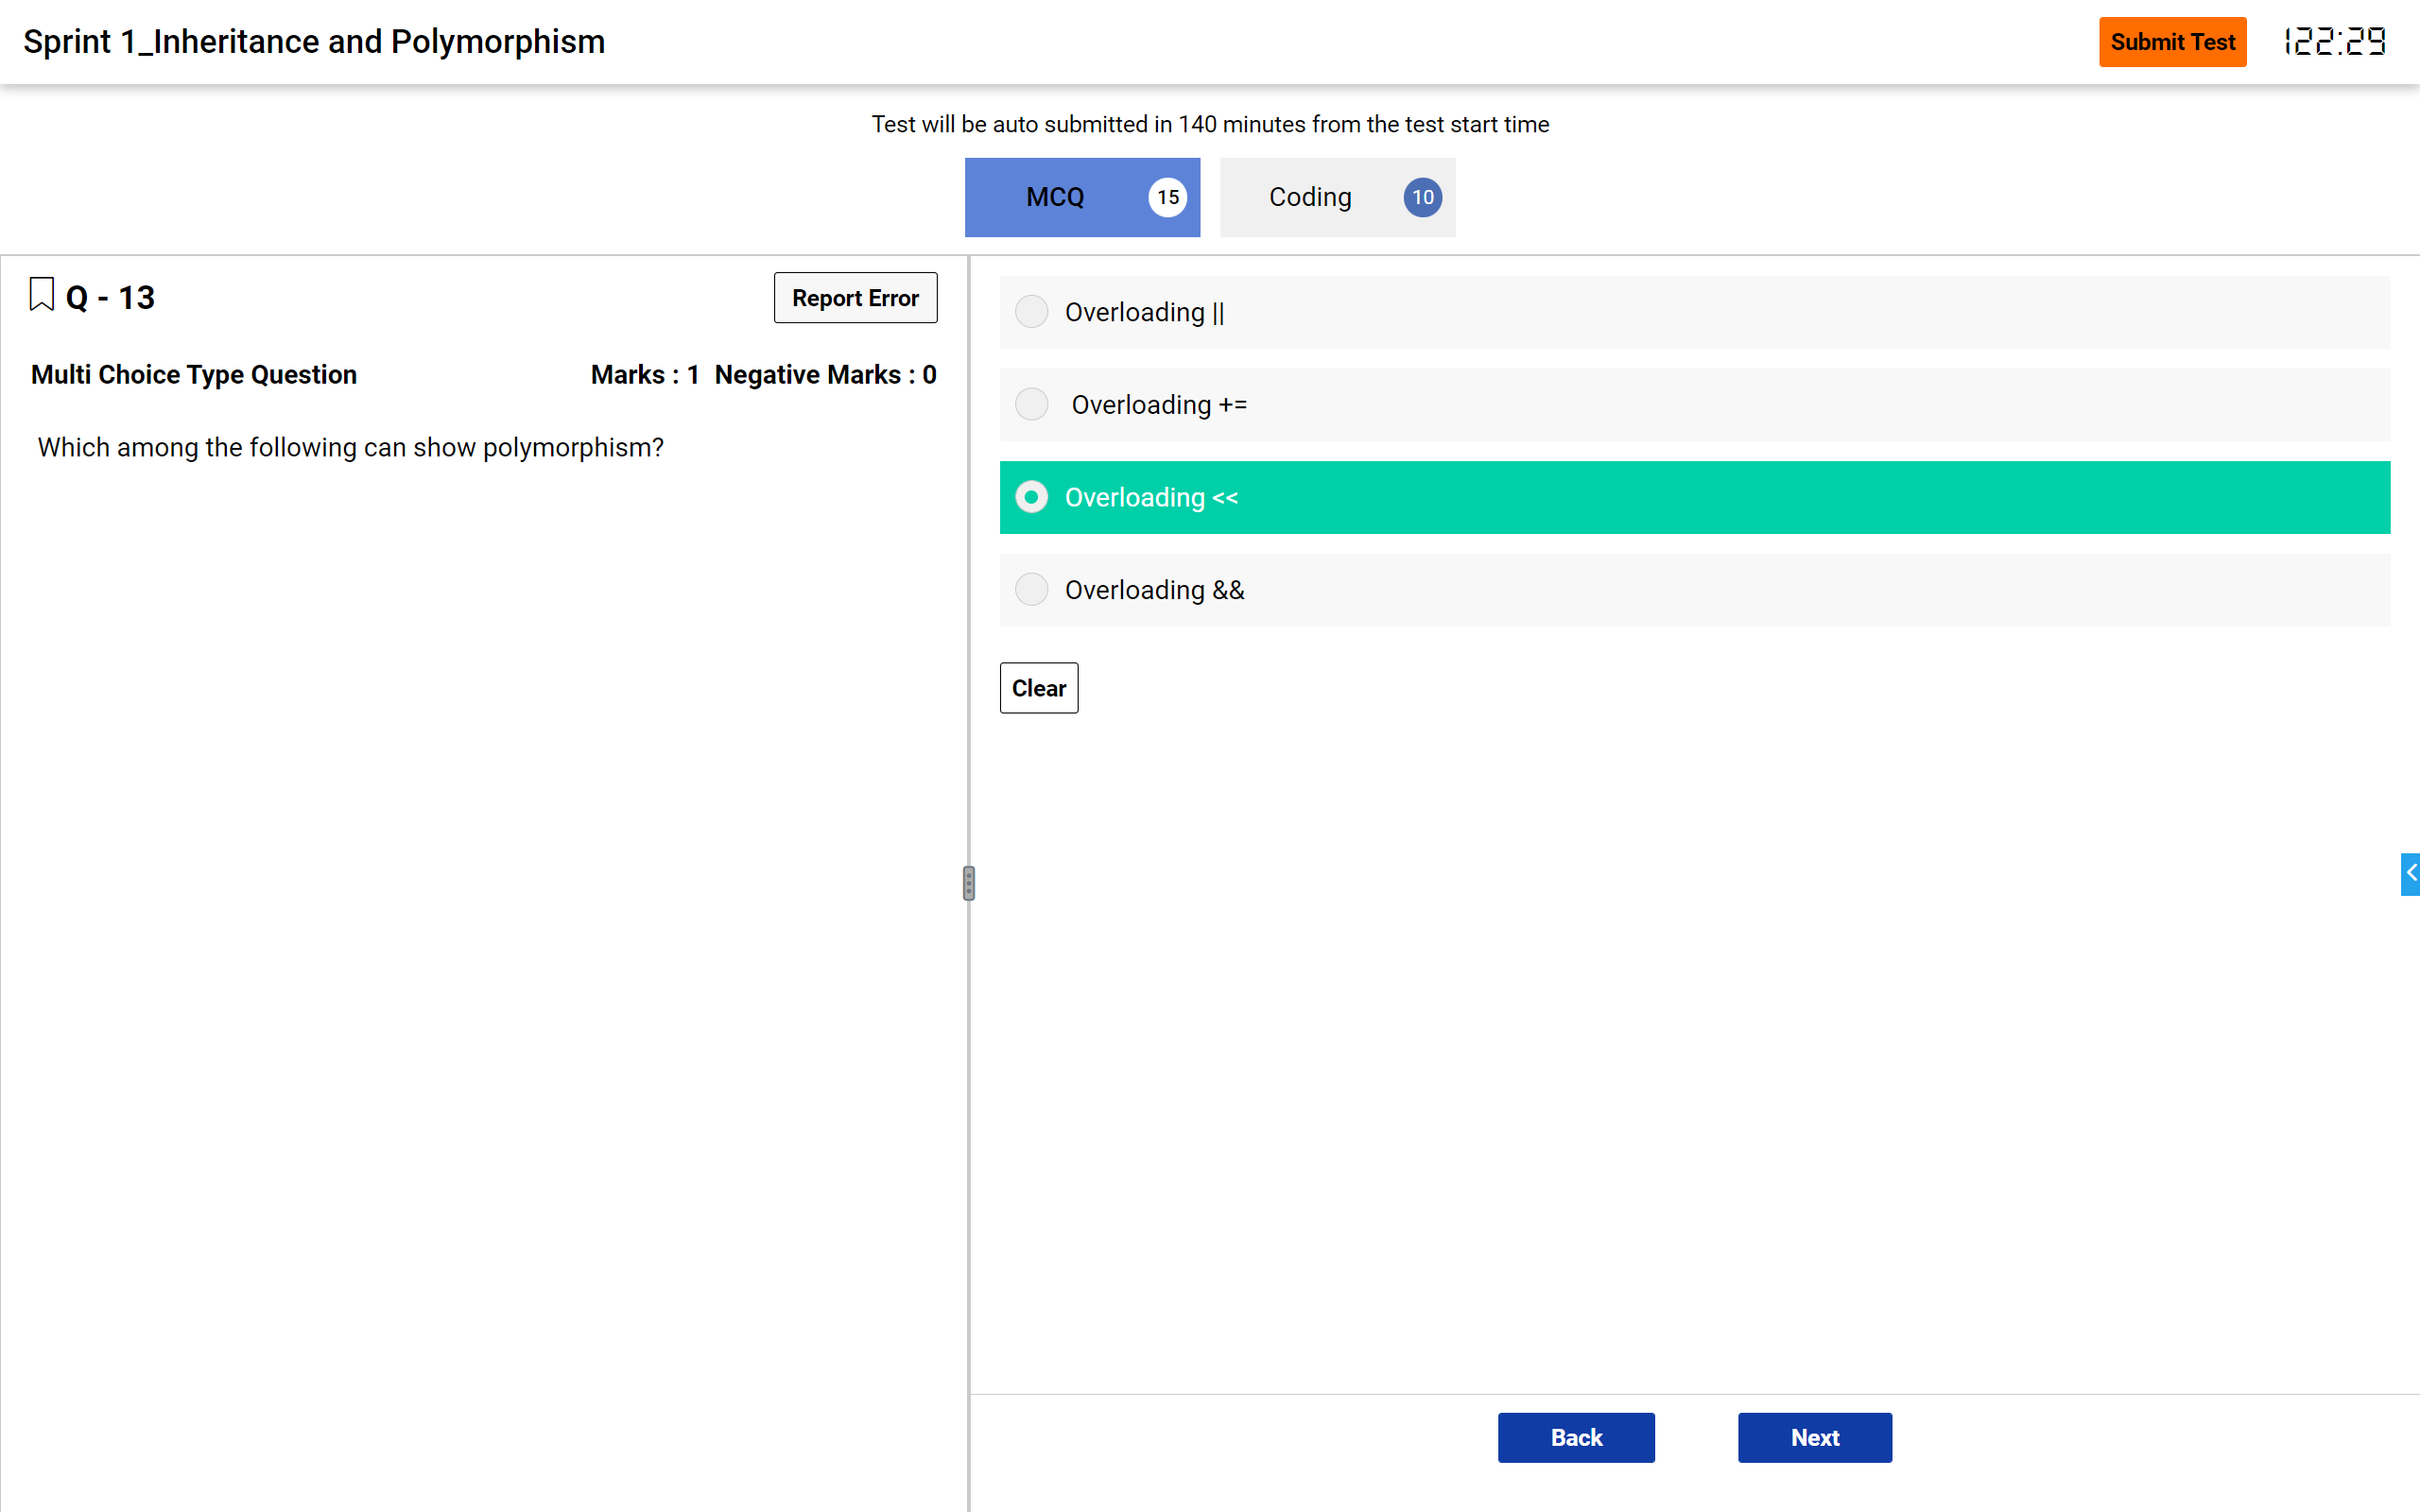 Sprint 1_Inheritance and Polymorphism
Submit Test
122:29
Test will be auto submitted in 140 minutes from the test start time
MCQ 15
Coding 10
Q - 13
Report Error
Multi Choice Type Question
Marks : 1 Negative Marks : 0
Which among the following can show polymorphism?
Overloading ||
Overloading +=
Overloading <<
Overloading &&
Clear
Back
Next